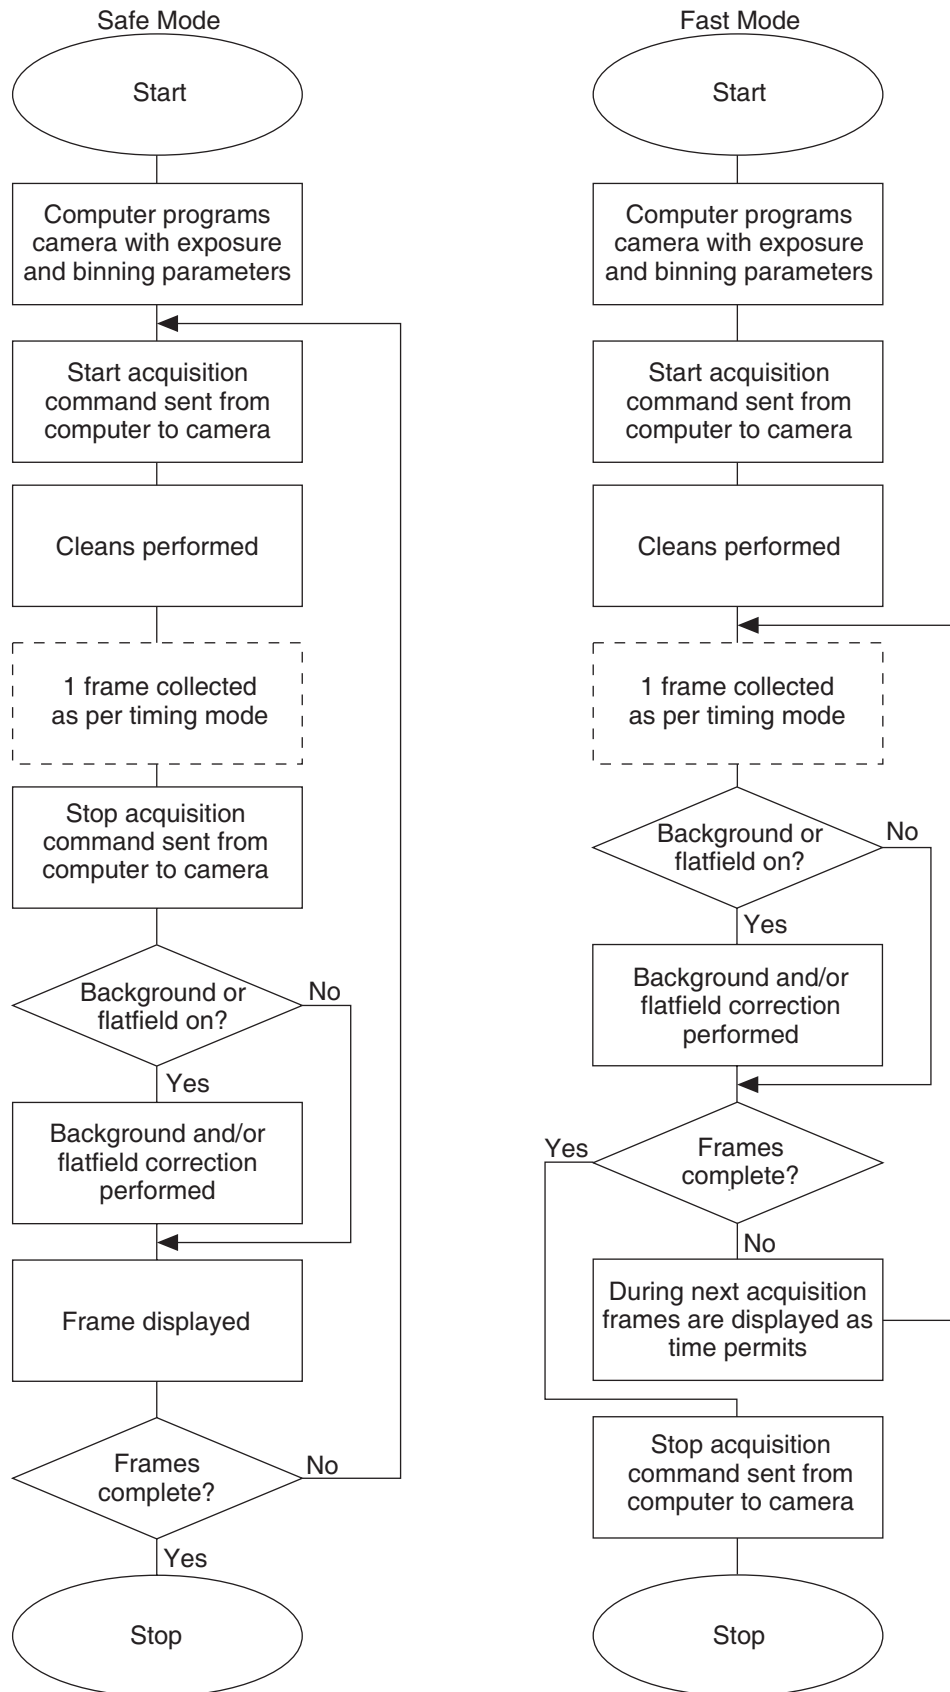 Safe Mode
Start
Computer programs
camera with exposure
and binning parameters
Start acquisition
command sent from
computer to camera
Cleans performed
1 frame collected
as per timing mode
Stop acquisition
command sent from
computer to camera
Background or
flatfield on?
No
Yes
Background and/or
flatfield correction
performed
Frame displayed
Frames
complete?
No
Yes
Stop
Fast Mode
Start
Computer programs
camera with exposure
and binning parameters
Start acquisition
command sent from
computer to camera
Cleans performed
1 frame collected
as per timing mode
Background or
flatfield on?
No
Yes
Background and/or
flatfield correction
performed
Frames
complete?
Yes
No
During next acquisition
frames are displayed as
time permits
Stop acquisition
command sent from
computer to camera
Stop